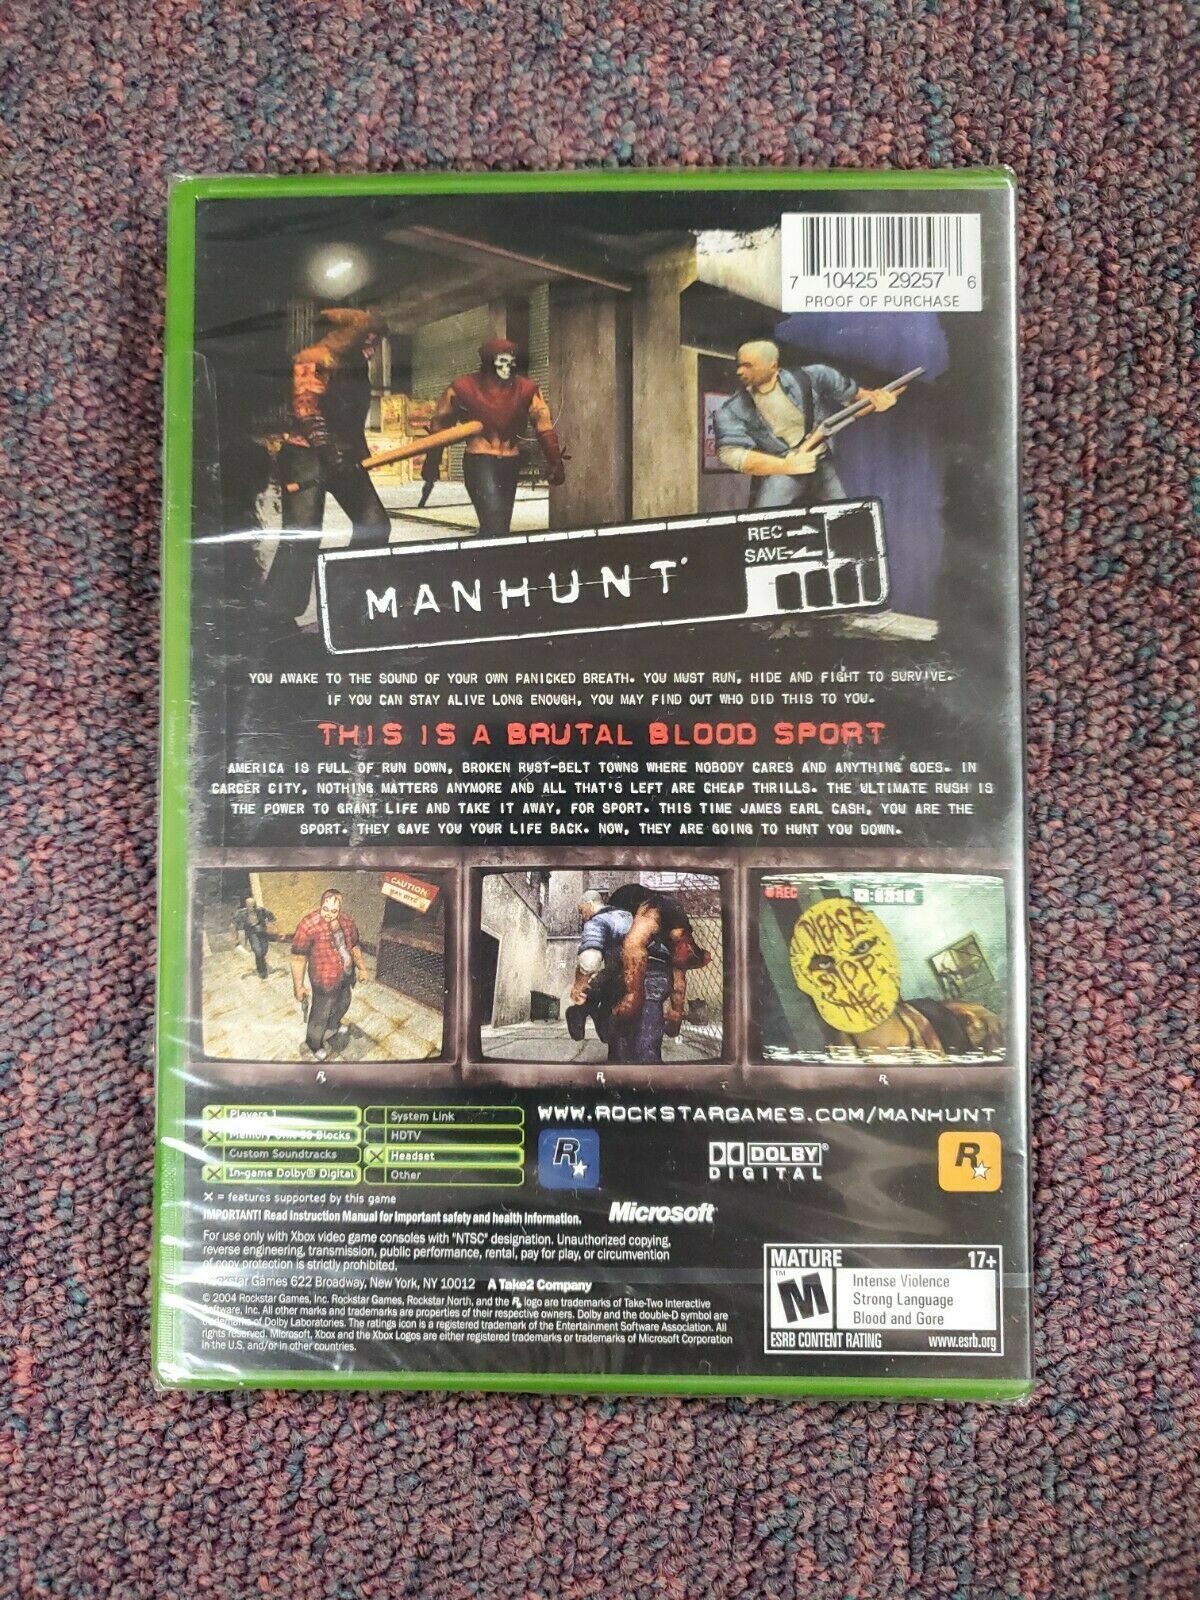 7 10425 29257 6
PROOF OF PURCHASE
REC
SAVE
MANHUNT
YOU AWAKE TO THE SOUND OF YOUR OWN PANICKED BREATH. YOU MUST RUN, HIDE AND FIGHT TO SURVIVE.
IF YOU CAN STAY ALIVE LONG ENOUGH, YOU MAY FIND OUT WHO DID THIS TO YOU.
THIS IS A BRUTAL BLOOD SPORT
AMERICA IS FULL OF RUN DOWN, BROKEN RUST-BELT TOWNS WHERE NOBODY CARES AND ANYTHING GOES. IN
CARCER CITY, NOTHING MATTERS ANYMORE AND ALL THAT'S LEFT ARE CHEAP THRILLS. THE ULTIMATE RUSH IS
THE POWER TO GRANT LIFE AND TAKE IT AWAY, FOR SPORT. THIS TIME JAMES EARL CASH, YOU ARE THE
SPORT. THEY GAVE YOU YOUR LIFE BACK. NOW, THEY ARE GOING TO HUNT YOU DOWN.
CAUTION
REC
PLEASE
STOP
ME
Players 1
Memory Unit Blocks
Custom Soundtracks
In-game Dolby® Digital
System Link
HDTV
Headset
Other
WWW.ROCKSTARGAMES.COM/MANHUNT
R
DOLBY®
DIGITAL
R
X = features supported by this game
IMPORTANT! Read Instruction Manual for important safety and health information.
Microsoft
For use only with Xbox video game consoles with "NTSC" designation. Unauthorized copying,
reverse engineering, transmission, public performance, rental, pay for play, or circumvention
of copy protection is strictly prohibited.
Rockstar Games 622 Broadway, New York, NY 10012 A Take2 Company
© 2004 Rockstar Games, Inc. Rockstar Games, Rockstar North, and the R logo are trademarks of Take-Two Interactive
Software, Inc. All other marks and trademarks are properties of their respective owners. Dolby and the double-D symbol are
trademarks of Dolby Laboratories. The ratings icon is a registered trademark of the Entertainment Software Association. All
rights reserved. Microsoft, Xbox and the Xbox Logos are either registered trademarks or trademarks of Microsoft Corporation
in the U.S. and/or in other countries.
MATURE 17+
M™
Intense Violence
Strong Language
Blood and Gore
ESRB CONTENT RATING www.esrb.org